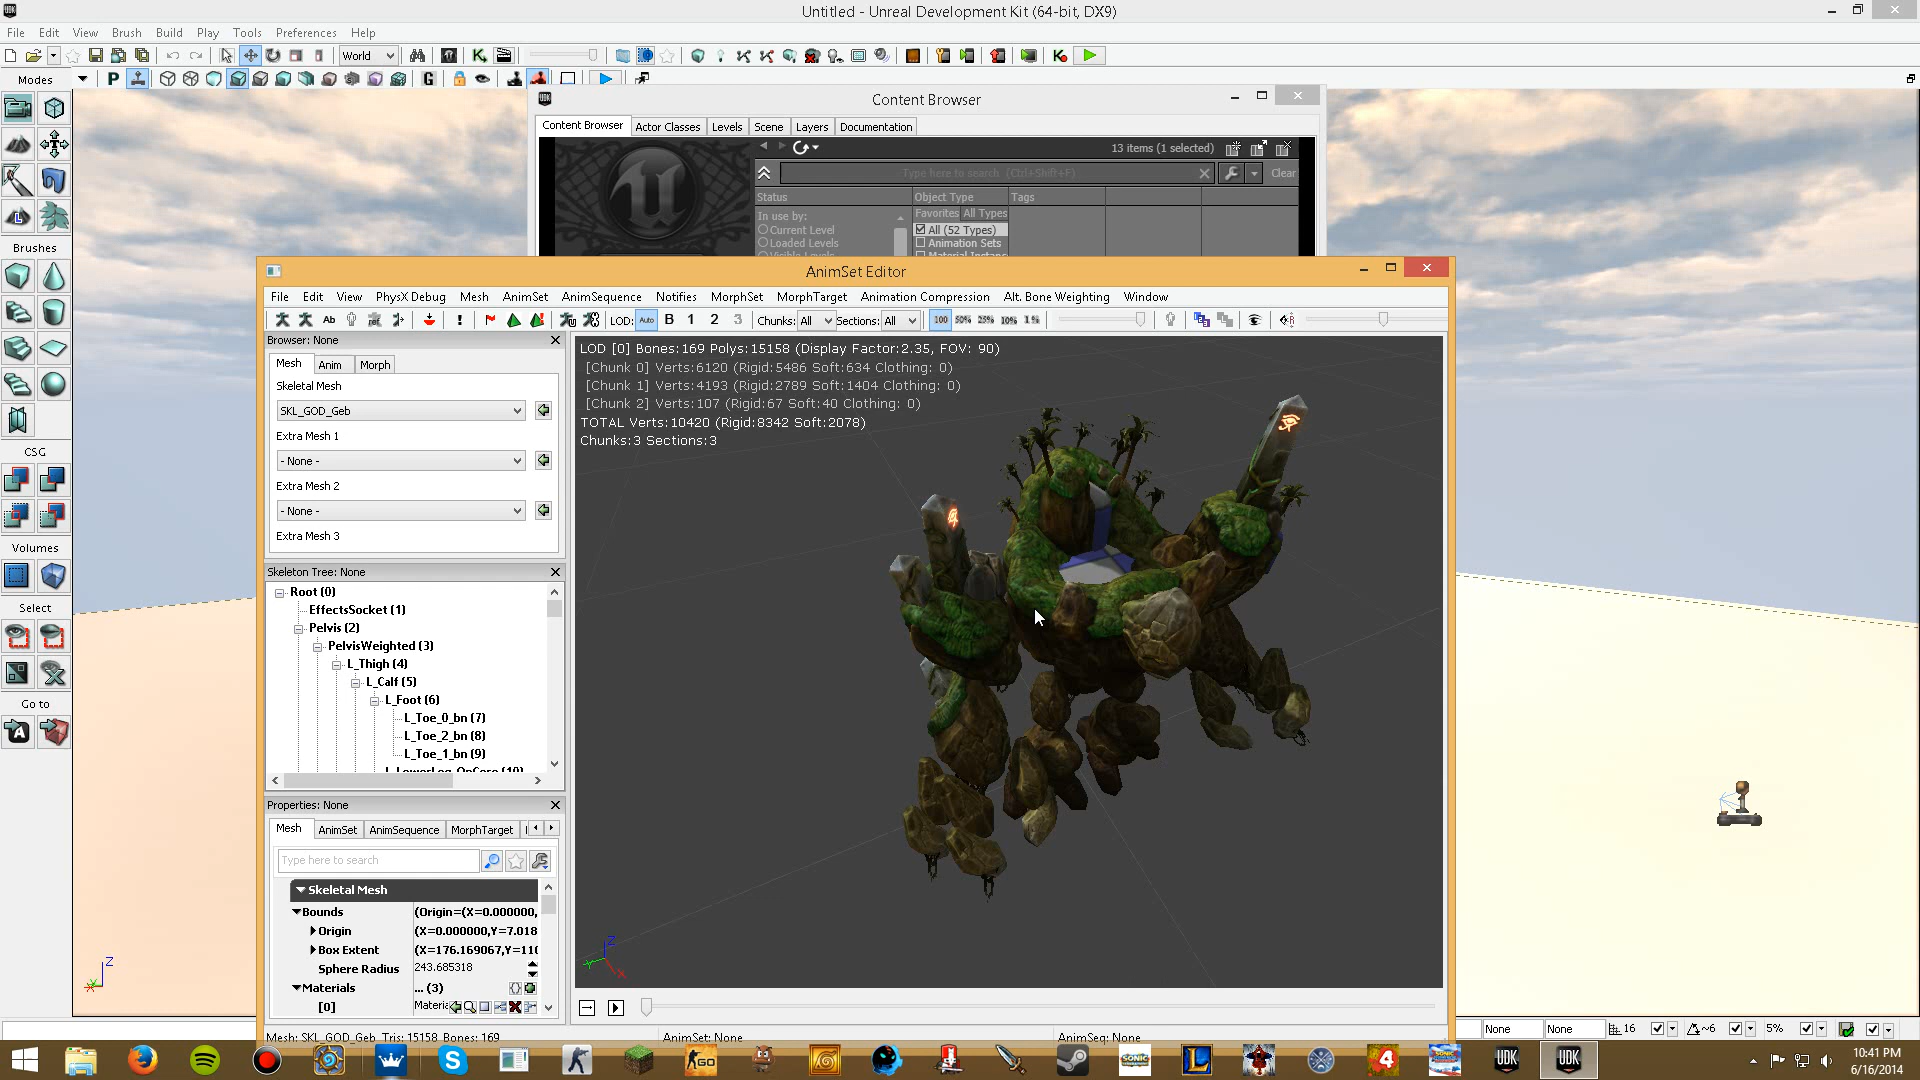 Untitled - Unreal Development Kit (64-bit, DX9)
File Edit View Brush Build Play Tools Preferences Help
World
Modes
Content Browser
Content Browser Actor Classes Levels Scene Layers Documentation
13 items (1 selected)
Type here to search (Ctrl+Shift+F)
Clear
Status Object Type Tags
In use by: Favorites All Types
Current Level All (52 Types)
Loaded Levels Animation Sets
Brushes
CSG
Volumes
Select
Go to
AnimSet Editor
File Edit View PhysX Debug Mesh AnimSet AnimSequence Notifies MorphSet MorphTarget Animation Compression Alt. Bone Weighting Window
LOD: Auto B 1 2 3 Chunks: All Sections: All 100 50% 25% 10% 1%
Browser: None
Mesh Anim Morph
Skeletal Mesh
SKL_GOD_Geb
Extra Mesh 1
- None -
Extra Mesh 2
- None -
Extra Mesh 3
Skeleton Tree: None
Root (0)
EffectsSocket (1)
Pelvis (2)
PelvisWeighted (3)
L_Thigh (4)
L_Calf (5)
L_Foot (6)
L_Toe_0_bn (7)
L_Toe_2_bn (8)
L_Toe_1_bn (9)
Properties: None
Mesh AnimSet AnimSequence MorphTarget
Type here to search
Skeletal Mesh
Bounds (Origin=(X=0.000000,
Origin (X=0.000000,Y=7.018
Box Extent (X=176.169067,Y=11
Sphere Radius 243.685318
Materials ... (3)
[0] Materi
LOD [0] Bones:169 Polys:15158 (Display Factor:2.35, FOV: 90)
[Chunk 0] Verts:6120 (Rigid:5486 Soft:634 Clothing: 0)
[Chunk 1] Verts:4193 (Rigid:2789 Soft:1404 Clothing: 0)
[Chunk 2] Verts:107 (Rigid:67 Soft:40 Clothing: 0)
TOTAL Verts:10420 (Rigid:8342 Soft:2078)
Chunks:3 Sections:3
Mesh: SKL_GOD_Geb Tris: 15158 Bones: 169 AnimSet: None AnimSeq: None
None None 16 ~6 5%
10:41 PM
6/16/2014